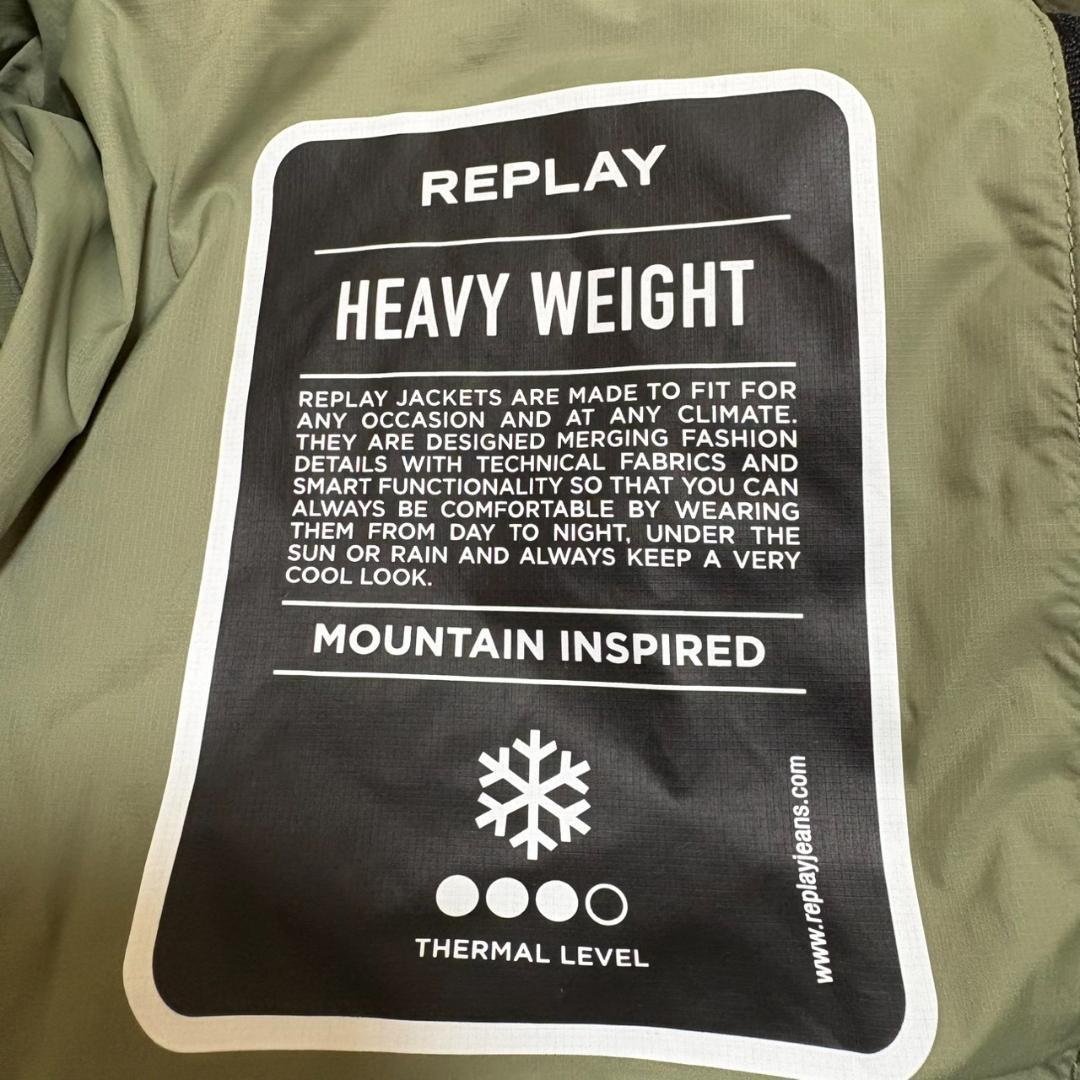 REPLAY
HEAVY WEIGHT
REPLAY JACKETS ARE MADE TO FIT FOR
ANY OCCASION AND AT ANY CLIMATE.
THEY ARE DESIGNED MERGING FASHION
DETAILS WITH TECHNICAL FABRICS AND
SMART FUNCTIONALITY SO THAT YOU CAN
ALWAYS BE COMFORTABLE BY WEARING
THEM FROM DAY TO NIGHT, UNDER THE
SUN OR RAIN AND ALWAYS KEEP A VERY
COOL LOOK.
MOUNTAIN INSPIRED
THERMAL LEVEL
www.replayjeans.com